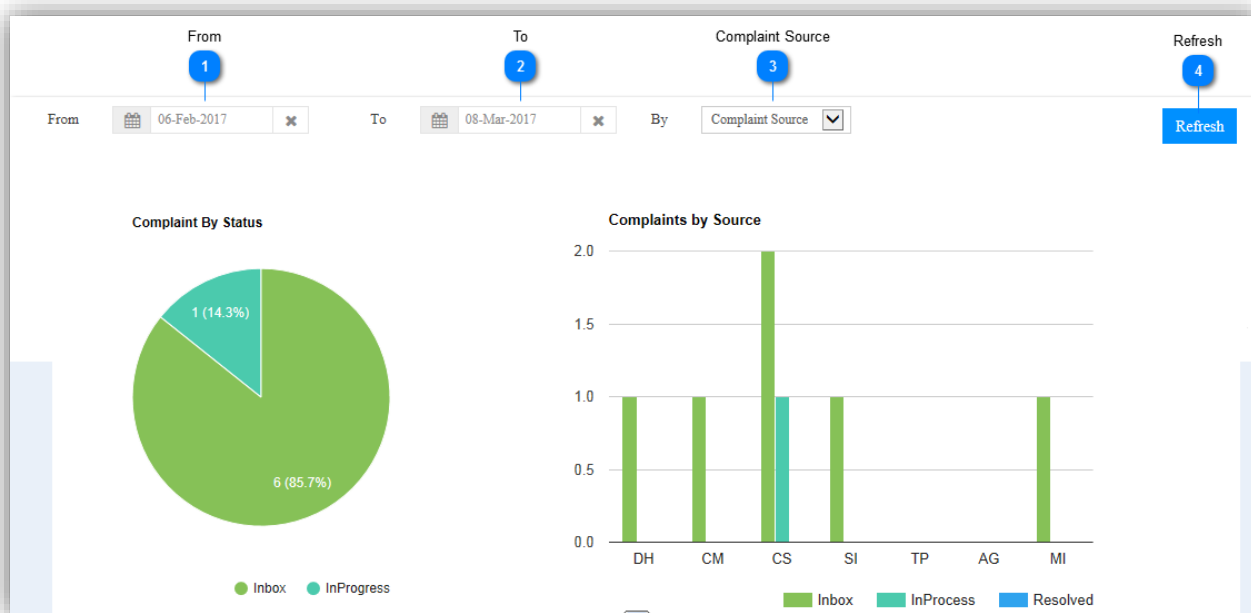 From To Complaint Source Refresh
1 2 3 4
From 06-Feb-2017 To 08-Mar-2017 By Complaint Source Refresh
Complaint By Status
1 (14.3%)
6 (85.7%)
Inbox InProgress
Complaints by Source
2.0
1.5
1.0
0.5
0.0
DH CM CS SI TP AG MI
Inbox InProcess Resolved